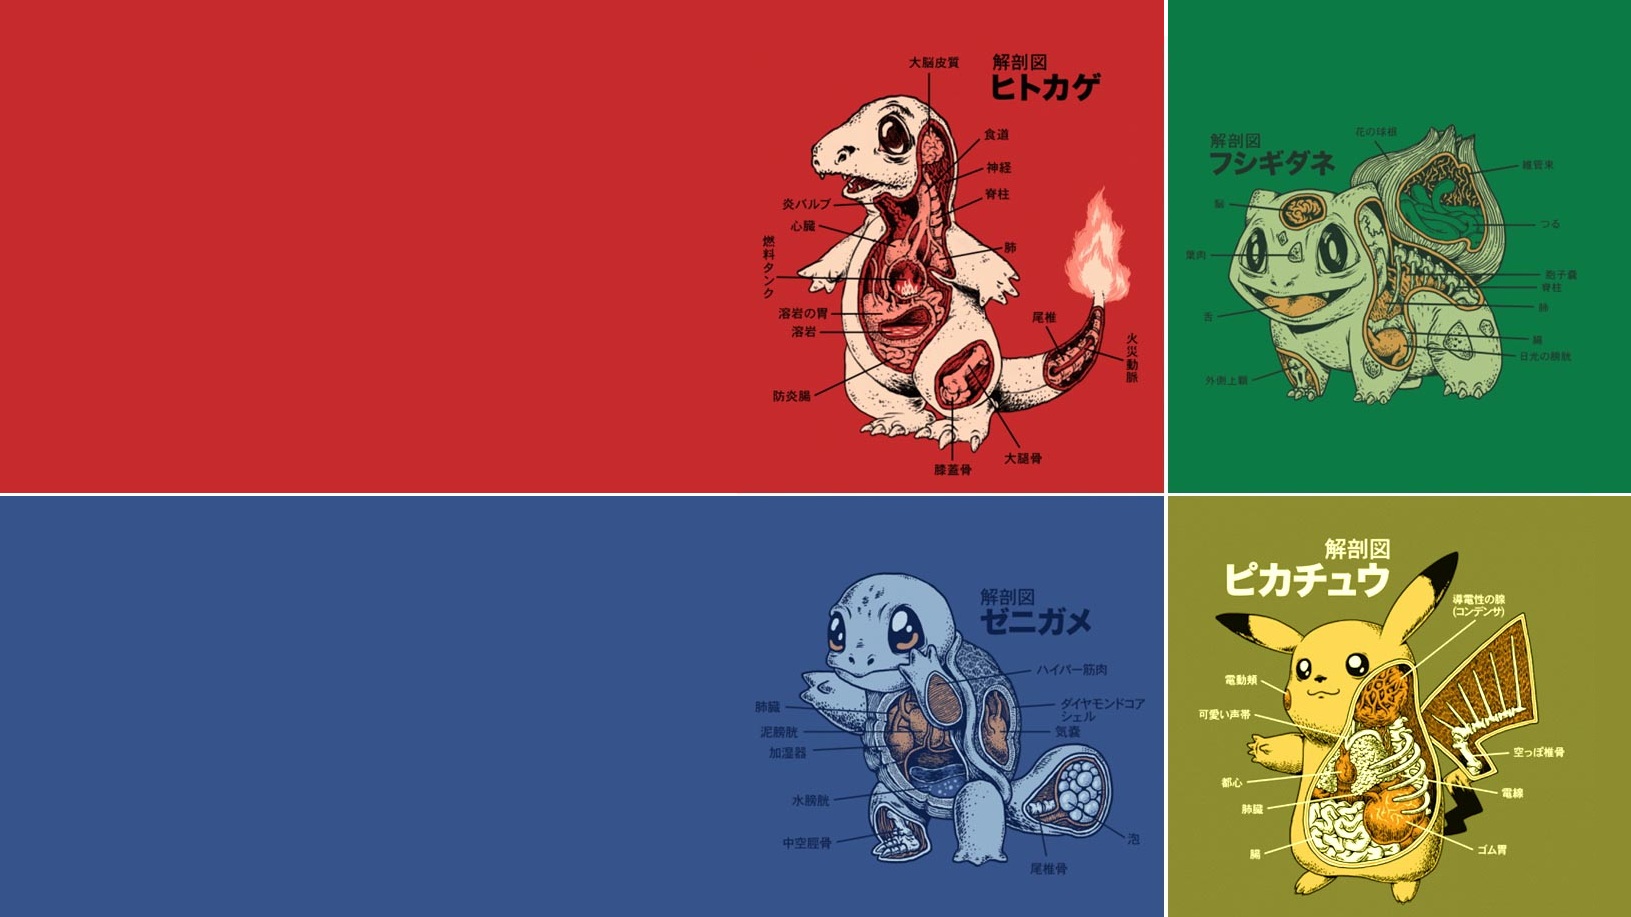 解剖図
ヒトカゲ
大脳皮質
食道
神経
脊柱
炎バルブ
心臓
肺
燃料タンク
溶岩の胃
溶岩
尾椎
火災動脈
防炎腸
大腿骨
膝蓋骨
解剖図
フシギダネ
花の球根
維管束
脳
つる
葉肉
胞子嚢
脊柱
肺
舌
腸
日光の膀胱
解剖図
ゼニガメ
ハイパー筋肉
肺臓
ダイヤモンドコア
シェル
泥膀胱
気嚢
加湿器
水膀胱
中空脛骨
泡
尾椎骨
解剖図
ピカチュウ
導電性の腺
(コンデンサ)
電動頬
可愛い声帯
空っぽ椎骨
都心
電線
肺臓
ゴム胃
腸